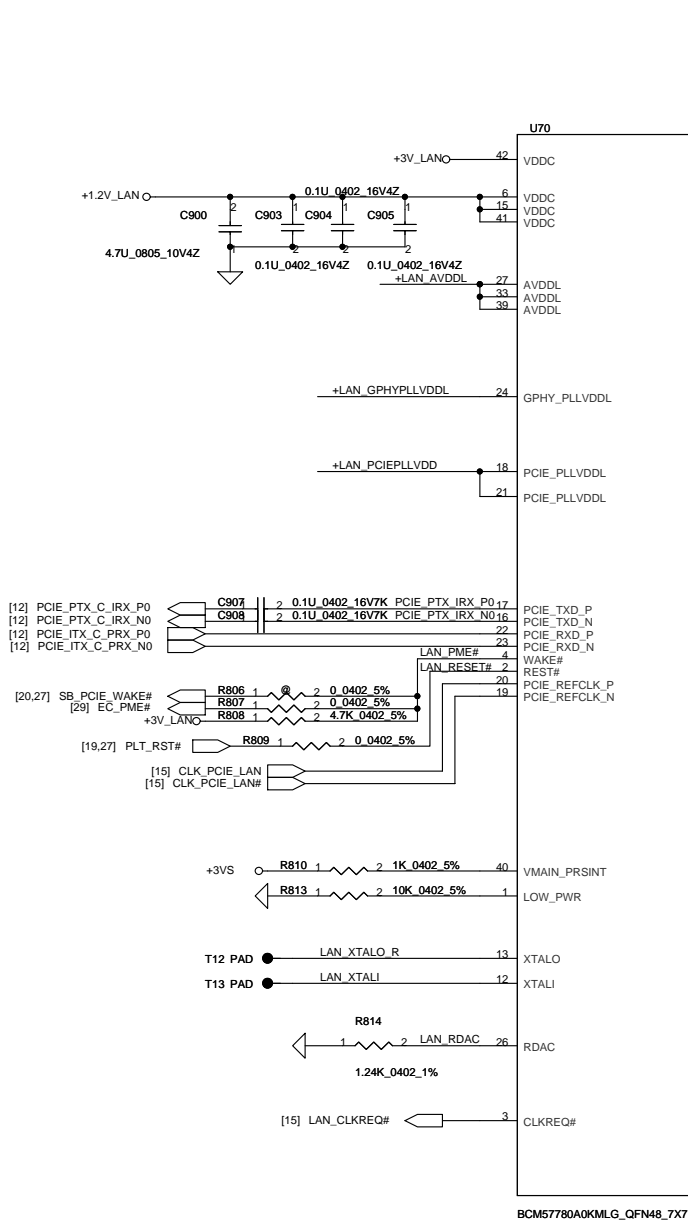 U70
+3V_LAN 42 VDDC
+1.2V_LAN 0.1U_0402_16V4Z 6 VDDC
15 VDDC
41 VDDC
C900 2 C903 1 C904 1 C905 1
4.7U_0805_10V4Z 1 2 2 2
0.1U_0402_16V4Z 0.1U_0402_16V4Z
+LAN_AVDDL 27 AVDDL
33 AVDDL
39 AVDDL
+LAN_GPHYPLLVDDL 24 GPHY_PLLVDDL
+LAN_PCIEPLLVDD 18 PCIE_PLLVDDL
21 PCIE_PLLVDDL
[12] PCIE_PTX_C_IRX_P0 C907 1 2 0.1U_0402_16V7K PCIE_PTX_IRX_P0 17 PCIE_TXD_P
[12] PCIE_PTX_C_IRX_N0 C908 1 2 0.1U_0402_16V7K PCIE_PTX_IRX_N0 16 PCIE_TXD_N
[12] PCIE_ITX_C_PRX_P0 22 PCIE_RXD_P
[12] PCIE_ITX_C_PRX_N0 23 PCIE_RXD_N
LAN_PME# 4 WAKE#
LAN_RESET# 2 REST#
20 PCIE_REFCLK_P
19 PCIE_REFCLK_N
[20,27] SB_PCIE_WAKE# R806 1 @ 2 0_0402_5%
[29] EC_PME# R807 1 2 0_0402_5%
+3V_LAN R808 1 2 4.7K_0402_5%
[19,27] PLT_RST# R809 1 2 0_0402_5%
[15] CLK_PCIE_LAN
[15] CLK_PCIE_LAN#
+3VS R810 1 2 1K_0402_5% 40 VMAIN_PRSINT
R813 1 2 10K_0402_5% 1 LOW_PWR
T12 PAD LAN_XTALO_R 13 XTALO
T13 PAD LAN_XTALI 12 XTALI
R814
1 2 LAN_RDAC 26 RDAC
1.24K_0402_1%
[15] LAN_CLKREQ# 3 CLKREQ#
BCM57780A0KMLG_QFN48_7X7